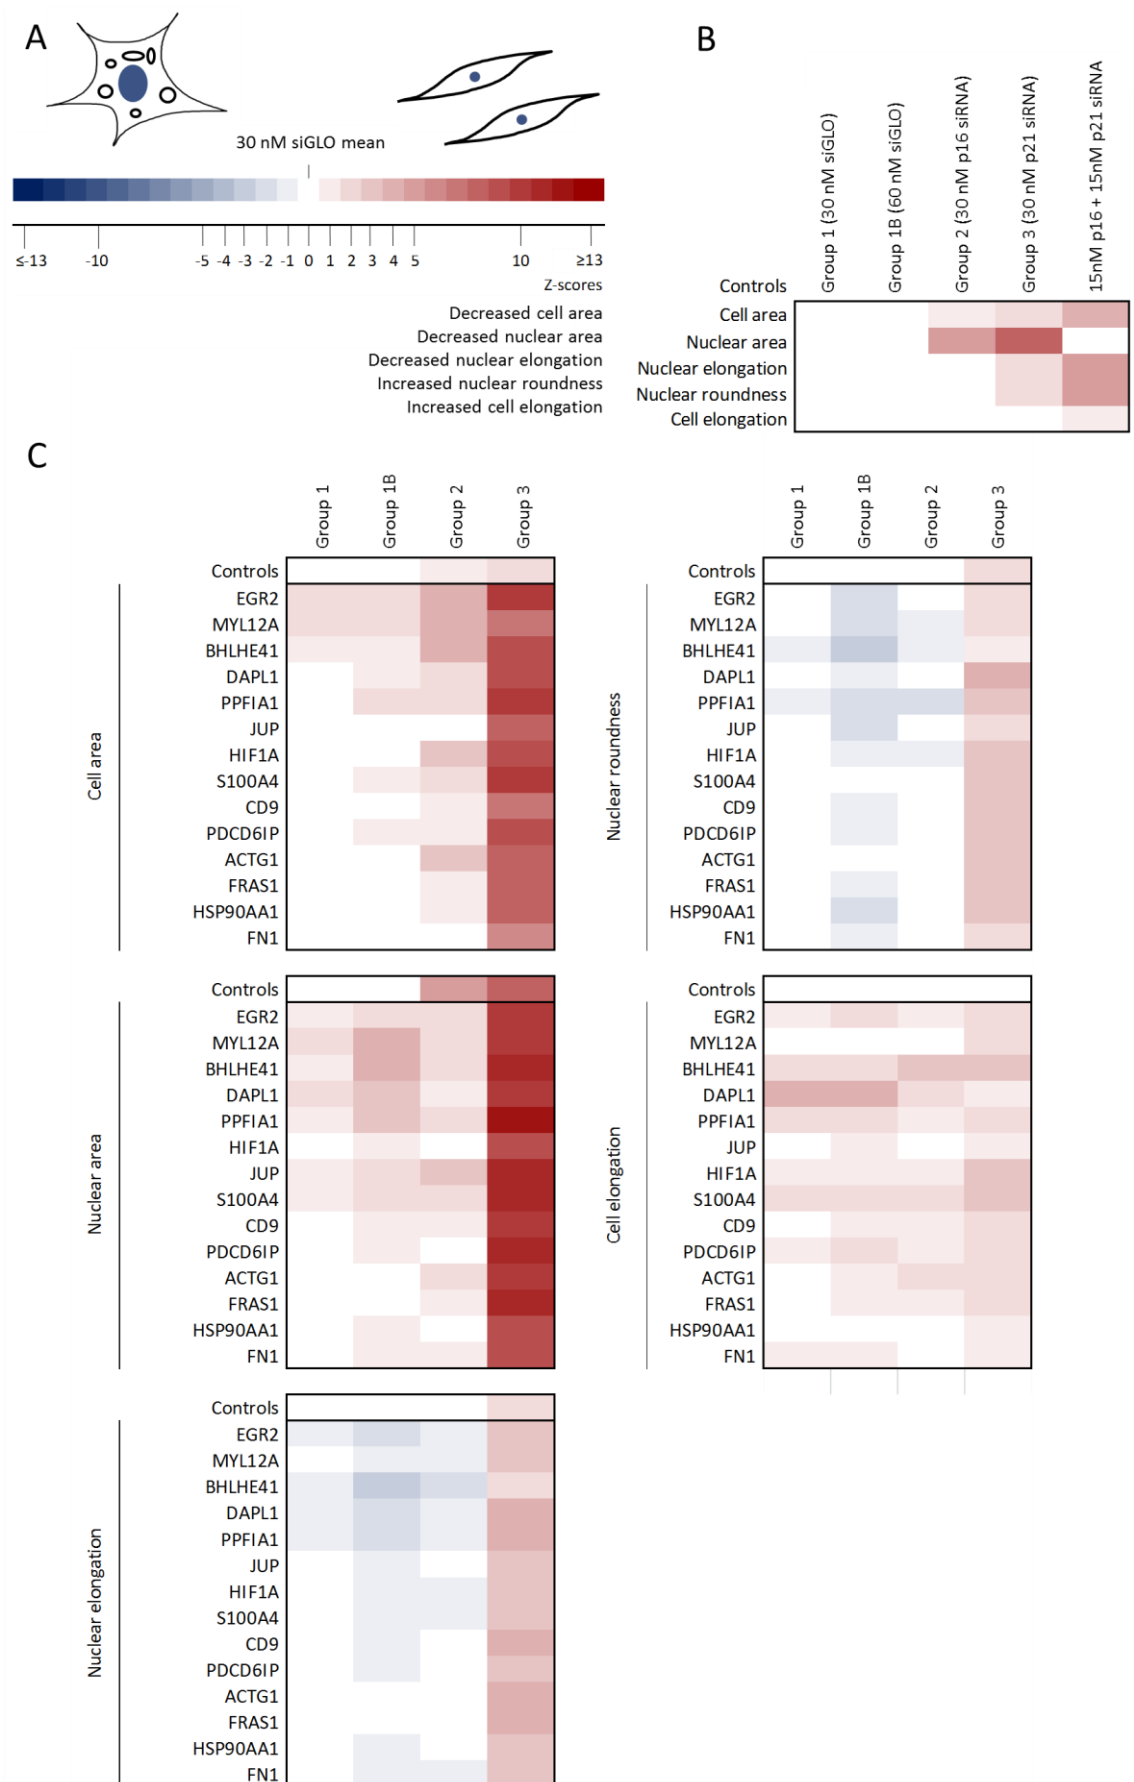 A
30 nM siGLO mean
≤-13 -10 -5 -4 -3 -2 -1 0 1 2 3 4 5 10 ≥13
Z-scores
Decreased cell area
Decreased nuclear area
Decreased nuclear elongation
Increased nuclear roundness
Increased cell elongation
B
Group 1 (30 nM siGLO)
Group 1B (60 nM siGLO)
Group 2 (30 nM p16 siRNA)
Group 3 (30 nM p21 siRNA)
15nM p16 + 15nM p21 siRNA
Controls
Cell area
Nuclear area
Nuclear elongation
Nuclear roundness
Cell elongation
C
Group 1
Group 1B
Group 2
Group 3
Cell area
Controls
EGR2
MYL12A
BHLHE41
DAPL1
PPFIA1
JUP
HIF1A
S100A4
CD9
PDCD6IP
ACTG1
FRAS1
HSP90AA1
FN1
Nuclear area
Controls
EGR2
MYL12A
BHLHE41
DAPL1
PPFIA1
HIF1A
JUP
S100A4
CD9
PDCD6IP
ACTG1
FRAS1
HSP90AA1
FN1
Nuclear elongation
Controls
EGR2
MYL12A
BHLHE41
DAPL1
PPFIA1
JUP
HIF1A
S100A4
CD9
PDCD6IP
ACTG1
FRAS1
HSP90AA1
FN1
Group 1
Group 1B
Group 2
Group 3
Nuclear roundness
Controls
EGR2
MYL12A
BHLHE41
DAPL1
PPFIA1
JUP
HIF1A
S100A4
CD9
PDCD6IP
ACTG1
FRAS1
HSP90AA1
FN1
Cell elongation
Controls
EGR2
MYL12A
BHLHE41
DAPL1
PPFIA1
JUP
HIF1A
S100A4
CD9
PDCD6IP
ACTG1
FRAS1
HSP90AA1
FN1